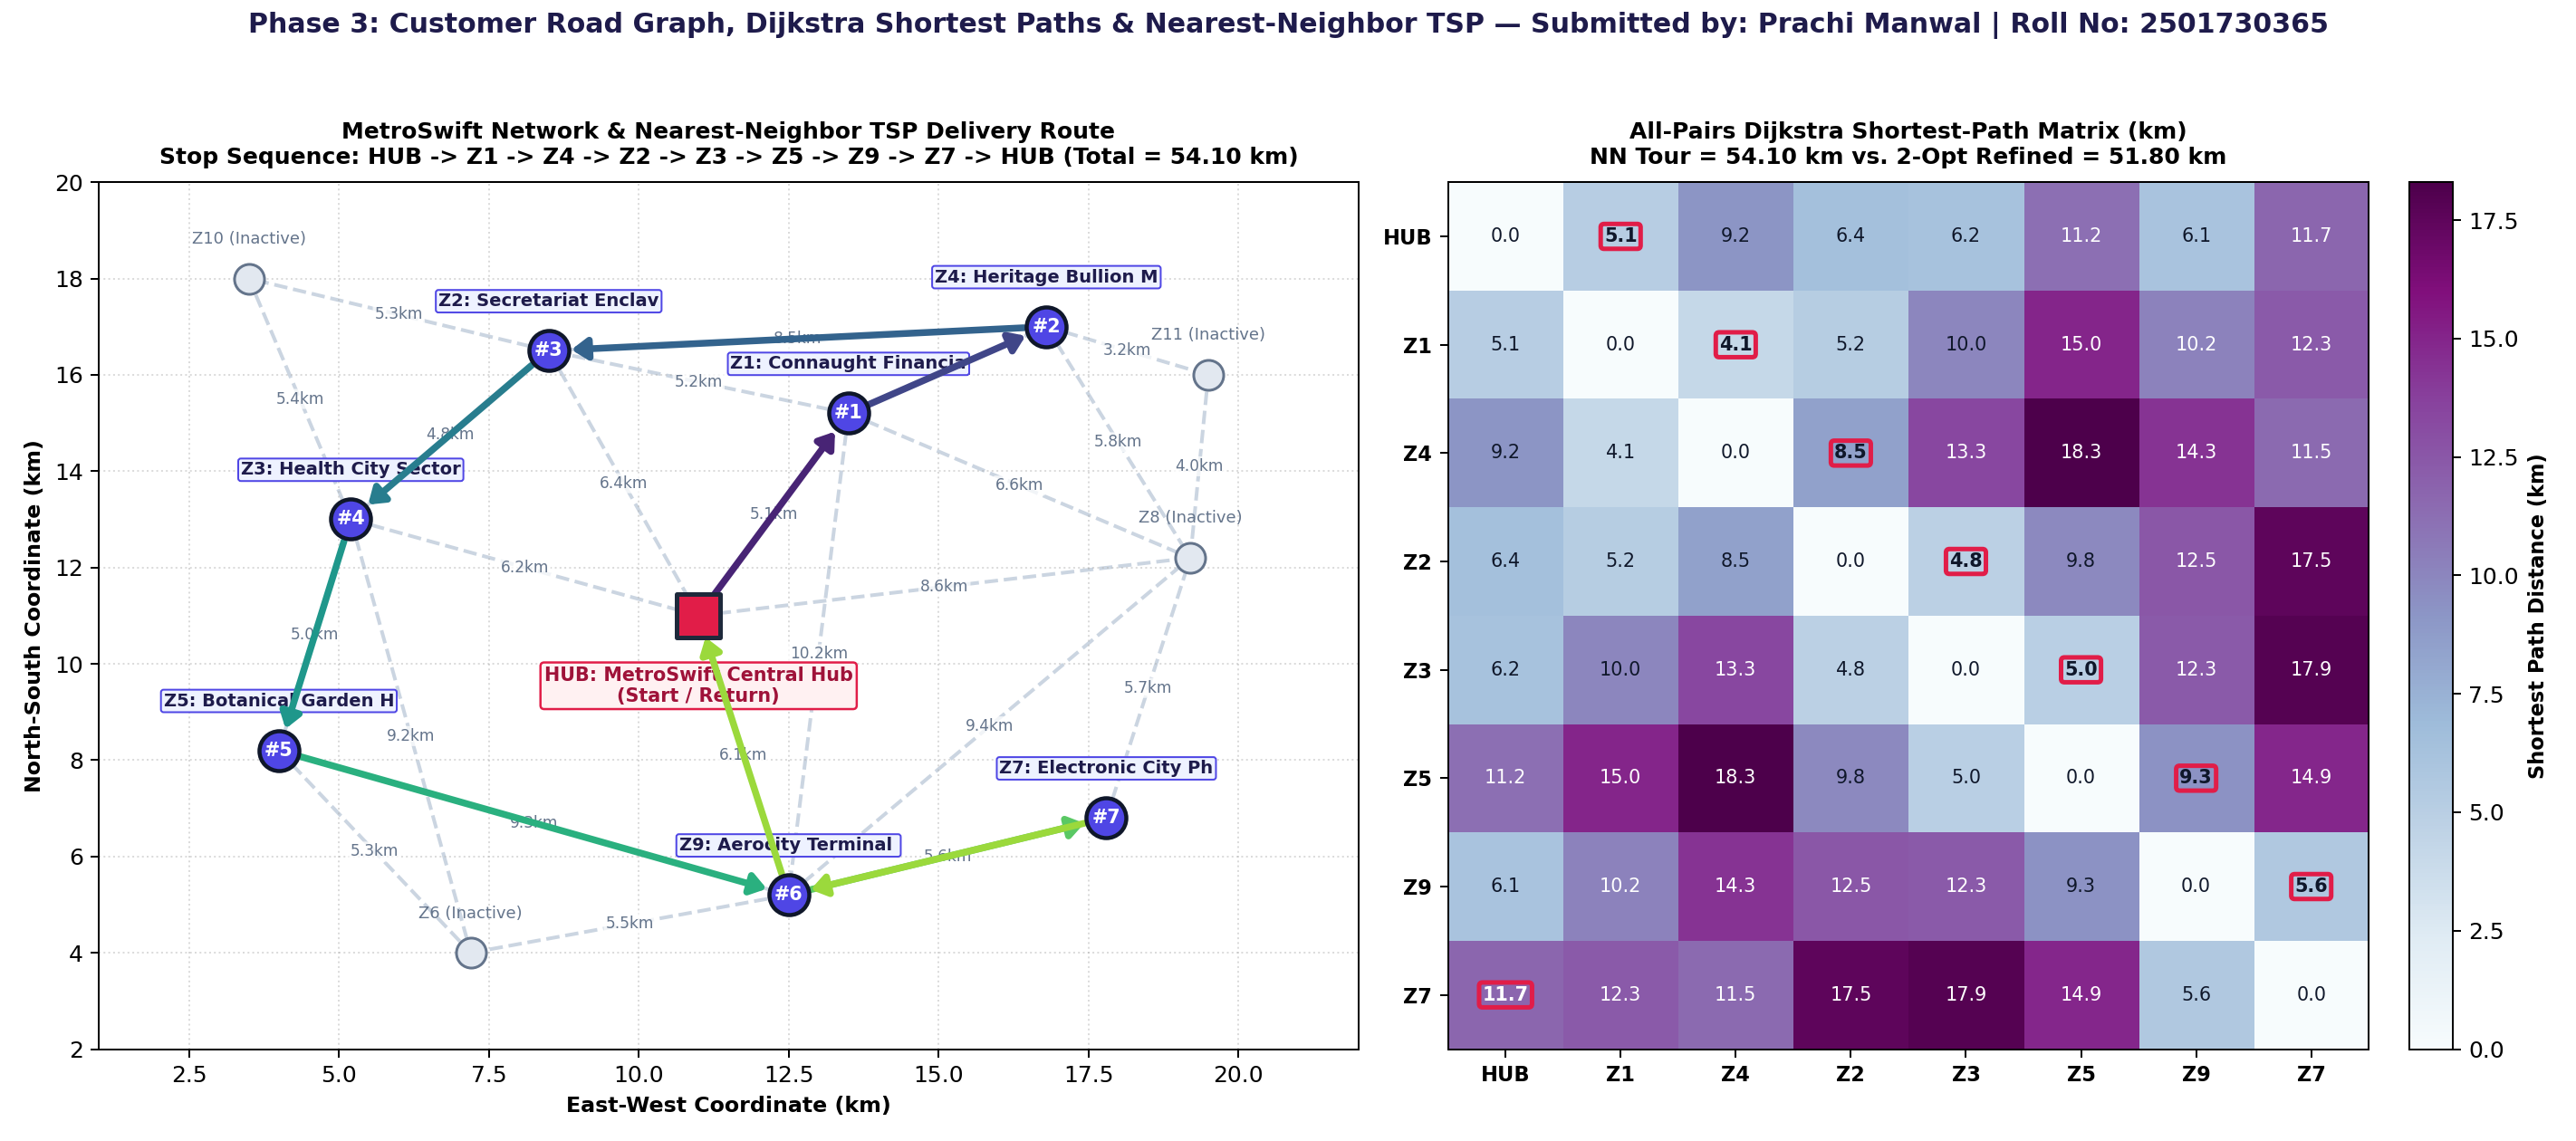 Phase 3: Customer Road Graph, Dijkstra Shortest Paths & Nearest-Neighbor TSP — Submitted by: Prachi Manwal | Roll No: 2501730365
MetroSwift Network & Nearest-Neighbor TSP Delivery Route
Stop Sequence: HUB -> Z1 -> Z4 -> Z2 -> Z3 -> Z5 -> Z9 -> Z7 -> HUB (Total = 54.10 km)
North-South Coordinate (km)
20
18
16
14
12
10
8
6
4
2
Z10 (Inactive)
Z4: Heritage Bullion M
Z2: Secretariat Enclav
5.3km
#2
Z11 (Inactive)
8.5km
3.2km
#3
Z1: Connaught Financia
5.2km
5.4km
#1
4.8km
5.8km
Z3: Health City Sector
4.0km
6.4km
6.6km
#4
5.1km
Z8 (Inactive)
6.2km
8.6km
5.0km
10.2km
HUB: MetroSwift Central Hub
(Start / Return)
5.7km
Z5: Botanical Garden H
9.2km
9.4km
#5
6.1km
Z7: Electronic City Ph
9.3km
#7
Z9: Aerocity Terminal
5.3km
5.6km
#6
Z6 (Inactive)
5.5km
2.5 5.0 7.5 10.0 12.5 15.0 17.5 20.0
East-West Coordinate (km)
All-Pairs Dijkstra Shortest-Path Matrix (km)
NN Tour = 54.10 km vs. 2-Opt Refined = 51.80 km
HUB 0.0 5.1 9.2 6.4 6.2 11.2 6.1 11.7
Z1 5.1 0.0 4.1 5.2 10.0 15.0 10.2 12.3
Z4 9.2 4.1 0.0 8.5 13.3 18.3 14.3 11.5
Z2 6.4 5.2 8.5 0.0 4.8 9.8 12.5 17.5
Z3 6.2 10.0 13.3 4.8 0.0 5.0 12.3 17.9
Z5 11.2 15.0 18.3 9.8 5.0 0.0 9.3 14.9
Z9 6.1 10.2 14.3 12.5 12.3 9.3 0.0 5.6
Z7 11.7 12.3 11.5 17.5 17.9 14.9 5.6 0.0
HUB Z1 Z4 Z2 Z3 Z5 Z9 Z7
17.5
15.0
12.5
10.0
7.5
5.0
2.5
0.0
Shortest Path Distance (km)